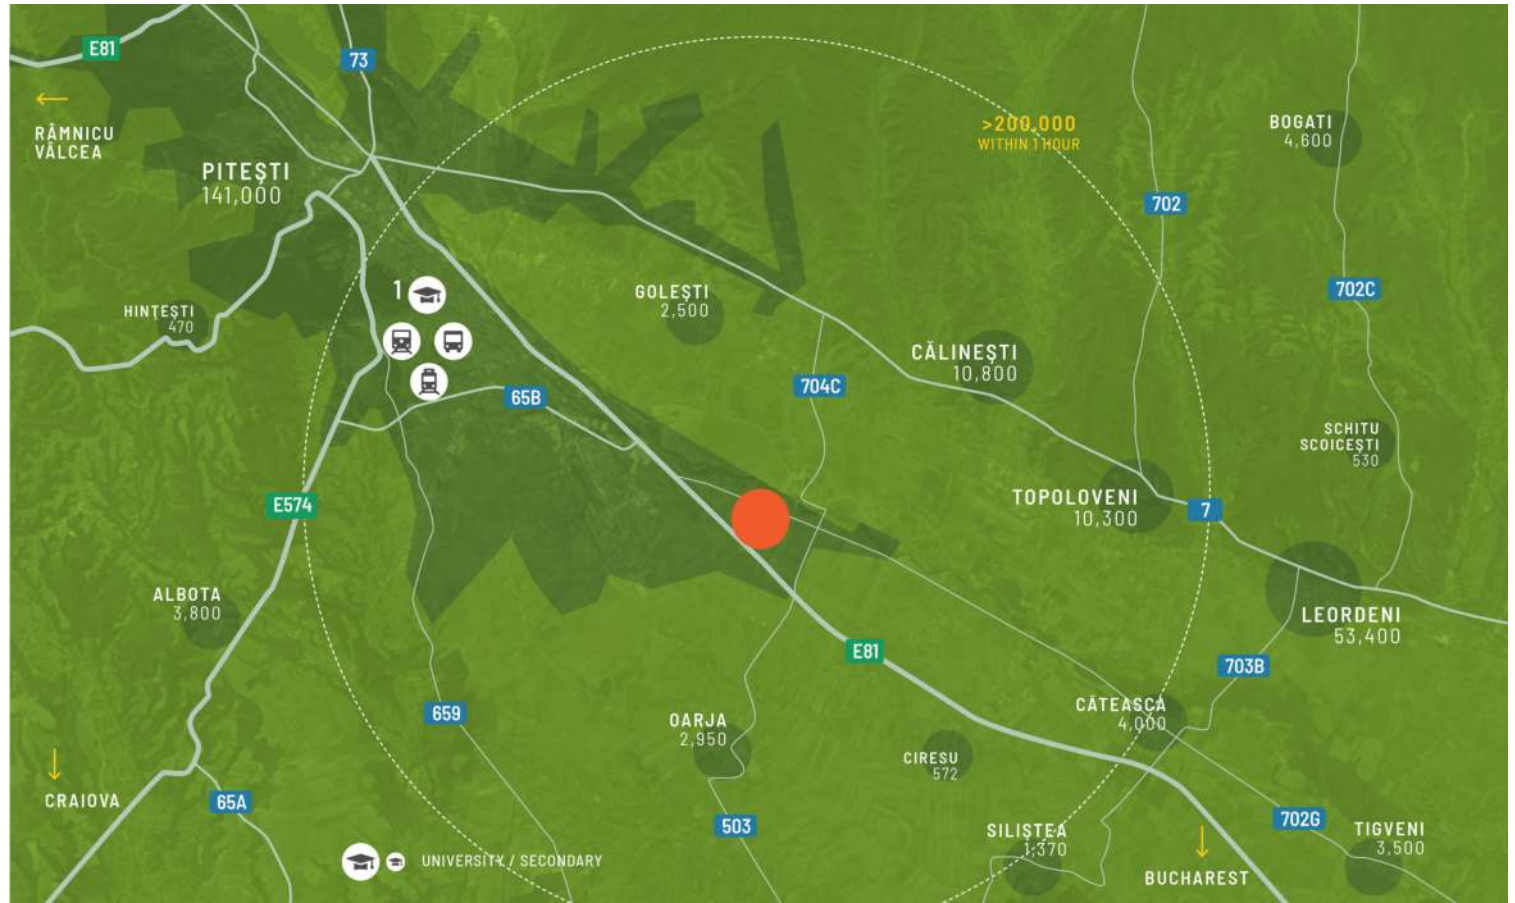 E81
73
RÂMNICU
VÂLCEA
PITEȘTI
141,000
>200,000
WITHIN 1 HOUR
BOGATI
4,600
702
702C
HINȚEȘTI
470
1
GOLEȘTI
2,500
CĂLINEȘTI
10,800
704C
65B
SCHITU
SCOICEȘTI
530
E574
TOPOLOVENI
10,300
7
ALBOTA
3,800
LEORDENI
53,400
E81
703B
659
OARJA
2,950
CĂTEASCA
4,000
CIRESU
572
CRAIOVA
65A
503
SILIȘTEA
1,370
702G
TIGVENI
3,500
BUCHAREST
UNIVERSITY / SECONDARY